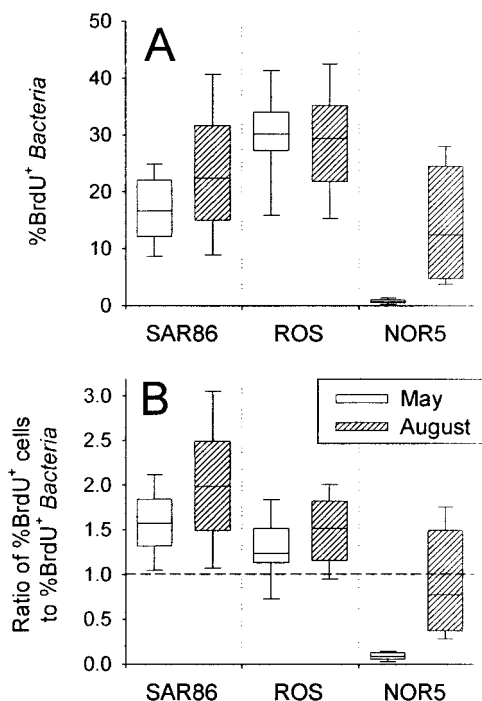 A
%BrdU⁺ Bacteria
50
40
30
20
10
0
SAR86 ROS NOR5
B
May
August
Ratio of %BrdU⁺ cells
to %BrdU⁺ Bacteria
3.0
2.5
2.0
1.5
1.0
0.5
0.0
SAR86 ROS NOR5